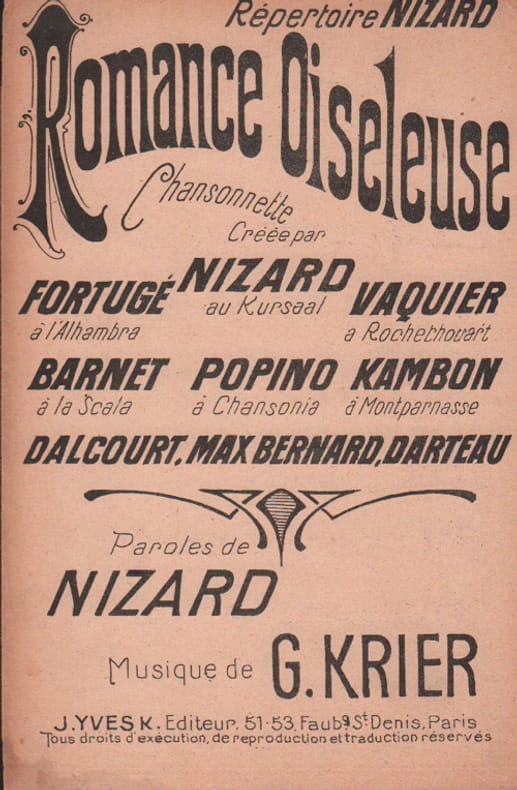 Répertoire NIZARD
Romance Oiseleuse
Chansonnette
Créée par
FORTUGÉ NIZARD VAQUIER
à l'Alhambra au Kursaal a Rochechouart
BARNET POPINO KAMBON
à la Scala à Chansonia à Montparnasse
DALCOURT, MAX BERNARD, DARTEAU
Paroles de
NIZARD
Musique de G. KRIER
J. YVES K. Editeur. 51-53, Faubg St Denis, Paris
Tous droits d'exécution, de reproduction et traduction réservés